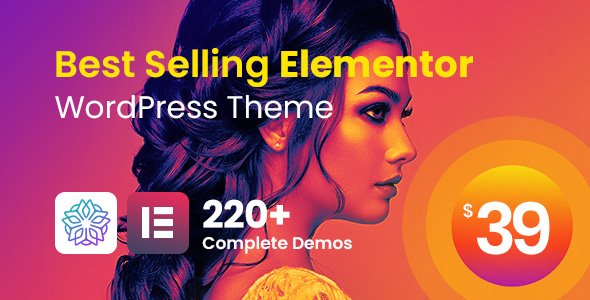 Best Selling Elementor
WordPress Theme
220+
Complete Demos
$39